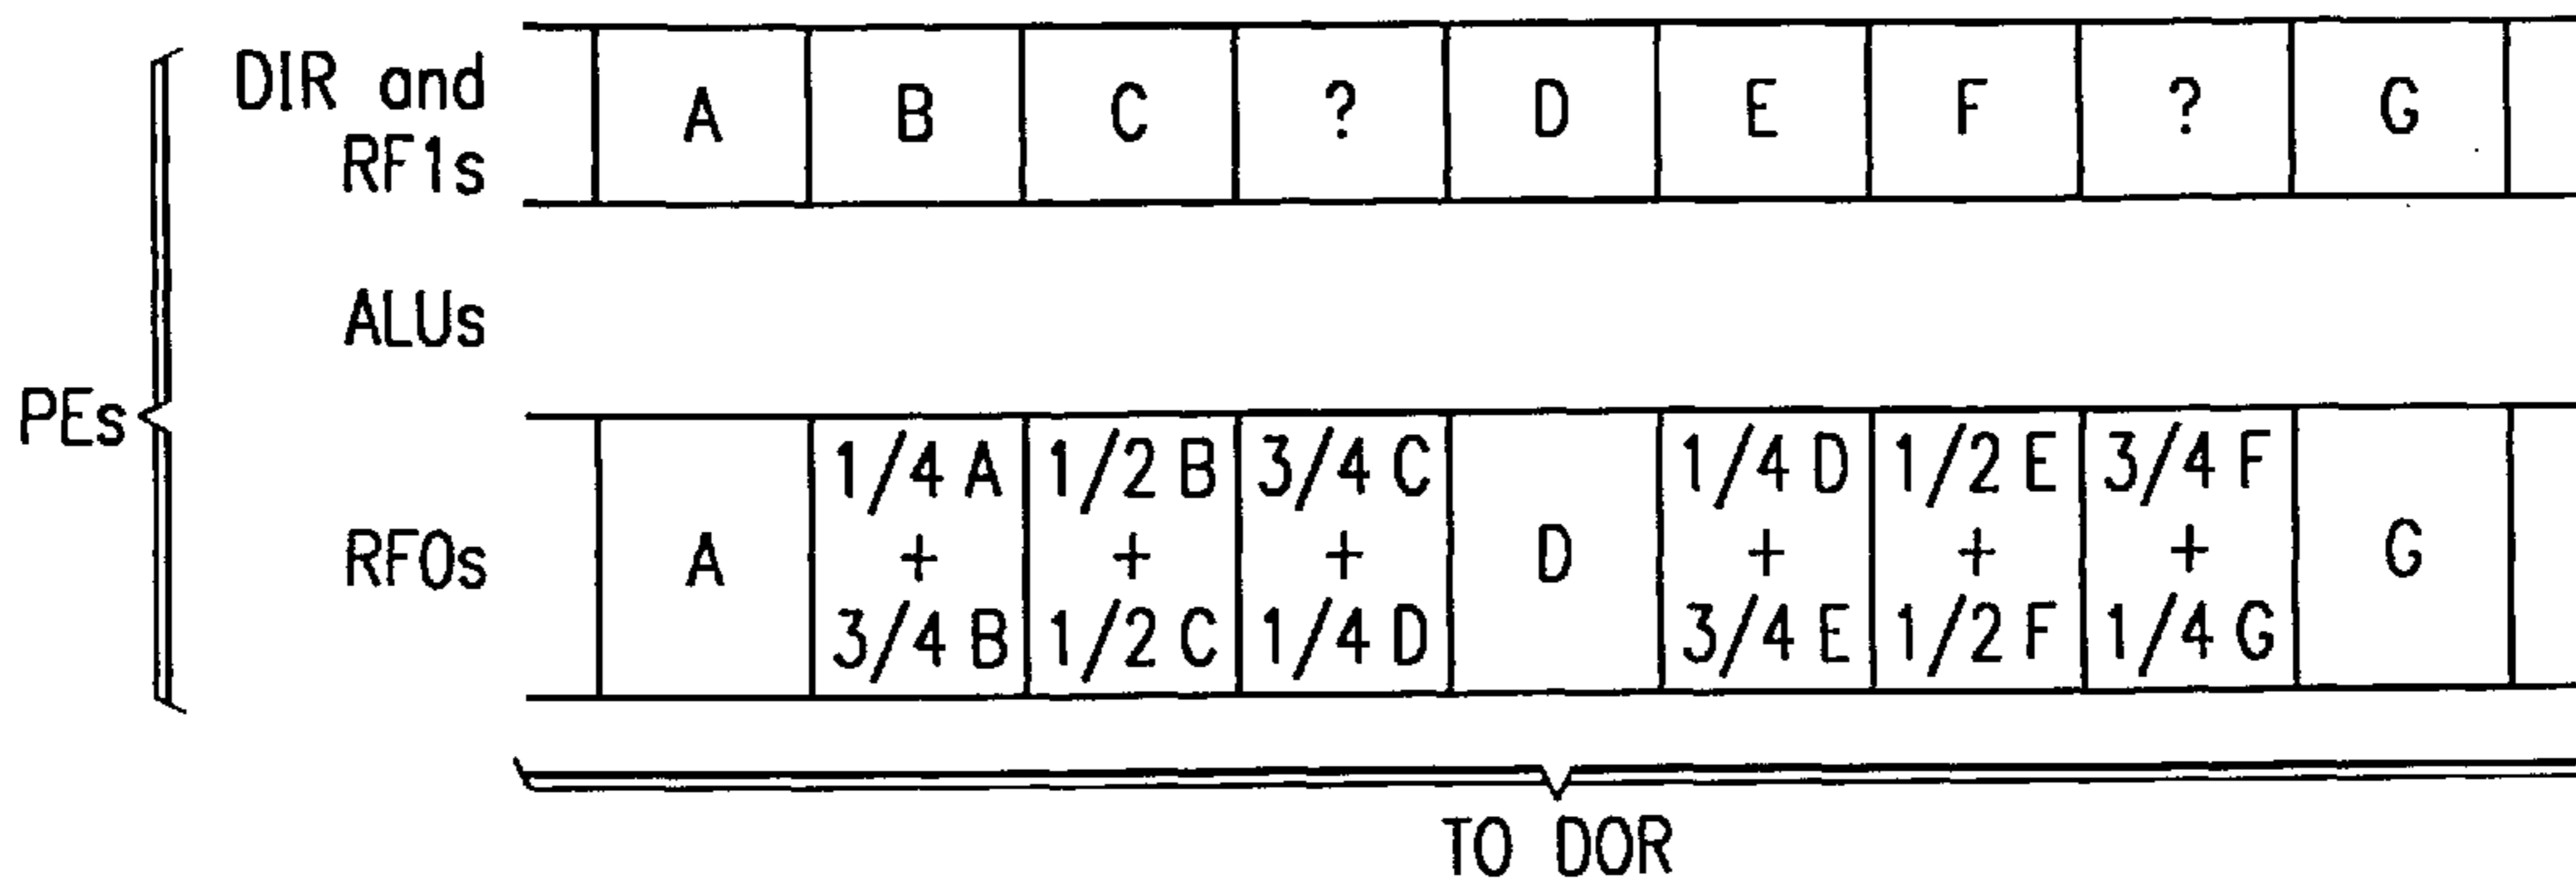 DIR and
RF1s
A B C ? D E F ? G
ALUs
PEs
RF0s
A
1/4 A + 3/4 B
1/2 B + 1/2 C
3/4 C + 1/4 D
D
1/4 D + 3/4 E
1/2 E + 1/2 F
3/4 F + 1/4 G
G
TO DOR